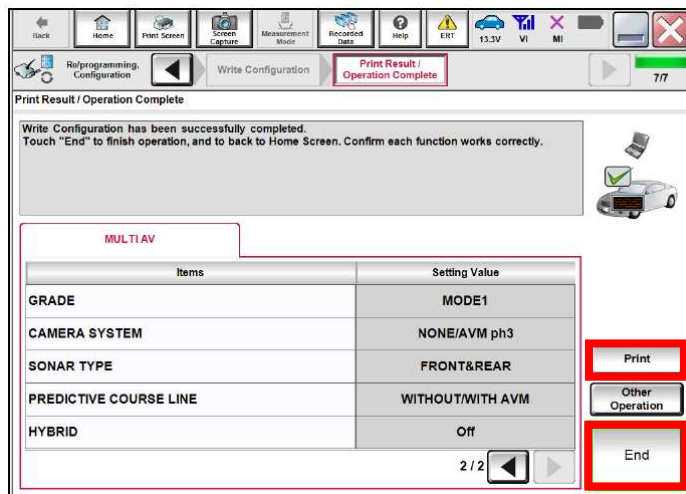 Back
Home
Print Screen
Screen
Capture
Measurement
Mode
Recorded
Data
Help
ERT
13.3V
VI
MI
Re/programming,
Configuration
Write Configuration
Print Result /
Operation Complete
7/7
Print Result / Operation Complete
Write Configuration has been successfully completed.
Touch "End" to finish operation, and to back to Home Screen. Confirm each function works correctly.
MULTI AV
Items
Setting Value
GRADE
MODE1
CAMERA SYSTEM
NONE/AVM ph3
SONAR TYPE
FRONT&REAR
PREDICTIVE COURSE LINE
WITHOUT/WITH AVM
HYBRID
Off
2 / 2
Print
Other
Operation
End